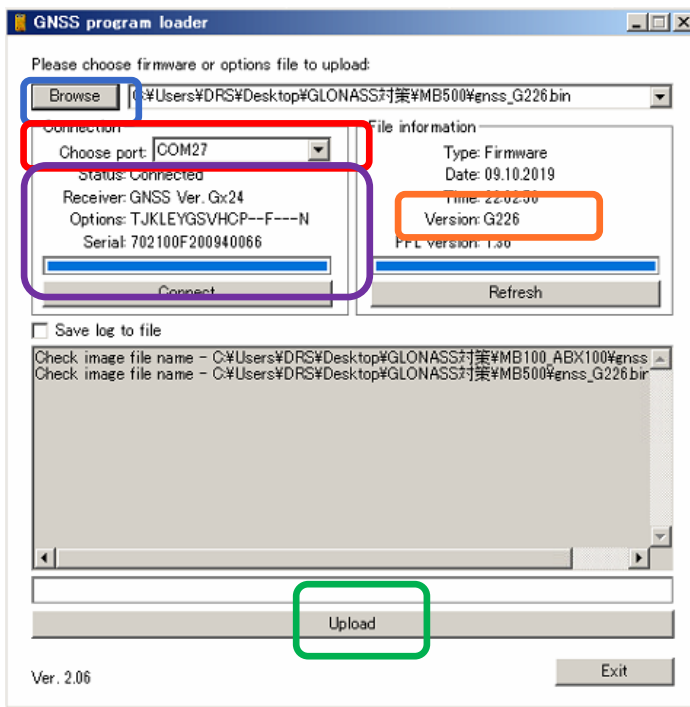 GNSS program loader
Please choose firmware or options file to upload:
Browse
C:¥Users¥DRS¥Desktop¥GLONASS対策¥MB500¥gnss_G226.bin
Connection
Choose port: COM27
Status: Connected
Receiver: GNSS Ver. Gx24
Options: TJKLEYGSVHCP--F---N
Serial: 702100F200940066
Connect
File information
Type: Firmware
Date: 09.10.2019
Time: 22:02:50
Version: G226
PFL version: 1.36
Refresh
Save log to file
Check image file name - C:¥Users¥DRS¥Desktop¥GLONASS対策¥MB100_ABX100¥gnss
Check image file name - C:¥Users¥DRS¥Desktop¥GLONASS対策¥MB500¥gnss_G226.bin
Upload
Ver. 2.06
Exit